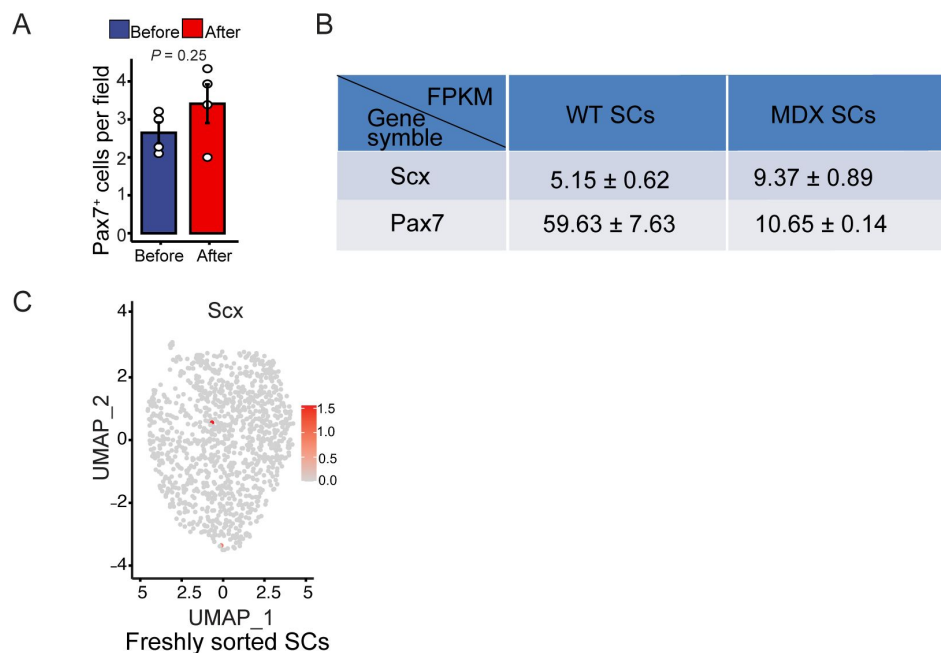 A
Before After
P = 0.25
Pax7+ cells per field
4
3
2
1
0
Before After
B
FPKM
Gene symble
WT SCs
MDX SCs
Scx 5.15 ± 0.62 9.37 ± 0.89
Pax7 59.63 ± 7.63 10.65 ± 0.14
C
Scx
UMAP_2
4
2
0
−2
−4
1.5
1.0
0.5
0.0
5 2.5 0 2.5 5
UMAP_1
Freshly sorted SCs